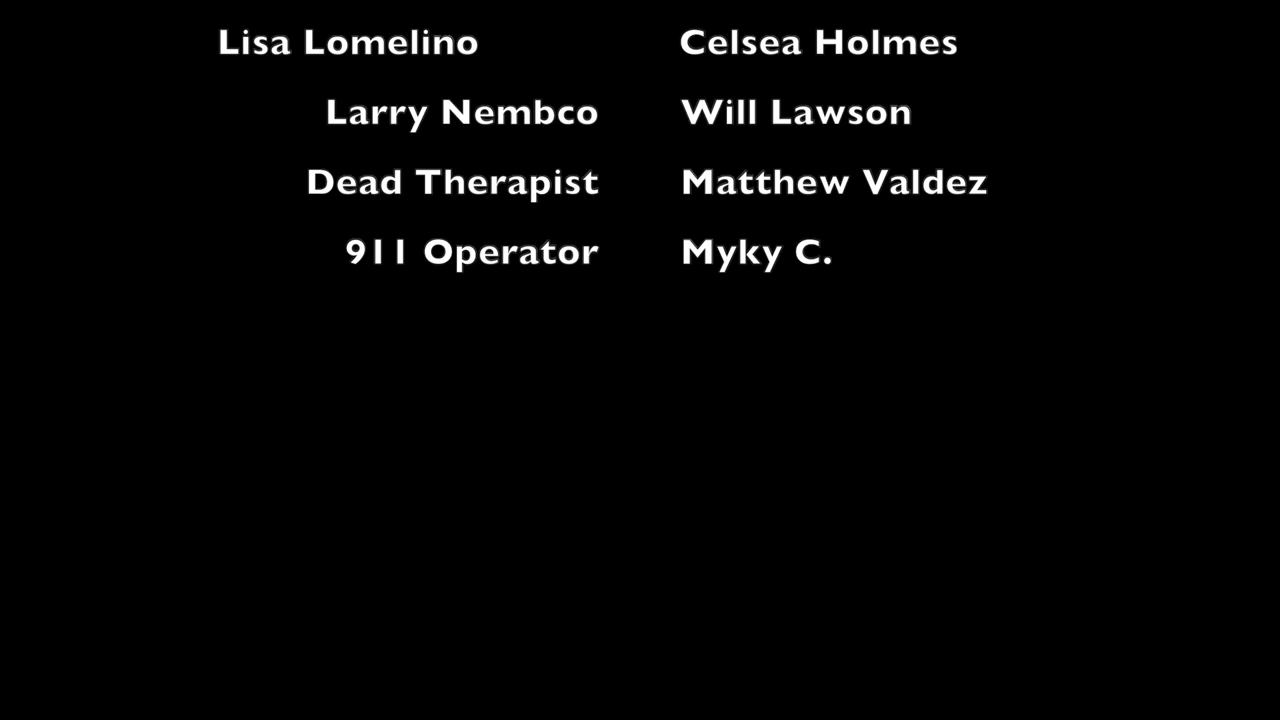 Lisa Lomelino Celsea Holmes
Larry Nembco Will Lawson
Dead Therapist Matthew Valdez
911 Operator Myky C.